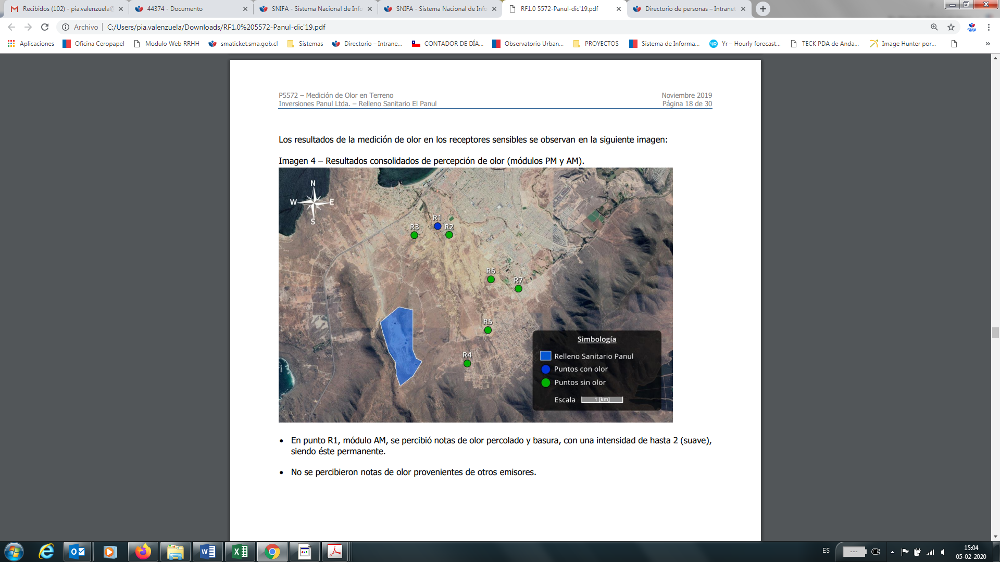 Recibidos (102) - pia.valenzuela@
44374 - Documento
SNIFA - Sistema Nacional de Info
SNIFA - Sistema Nacional de Info
RF1.0 5572-Panul-dic'19.pdf
Directorio de personas – Intranet
Archivo
C:/Users/pia.valenzuela/Downloads/RF1.0%205572-Panul-dic'19.pdf
SMA
Aplicaciones
Oficina Ceropapel
Modulo Web RRHH
smaticket.sma.gob.cl
Sistemas
Directorio – Intrane...
CONTADOR DE DÍA...
Observatorio Urban...
PROYECTOS
Sistema de Informa...
Yr – Hourly forecast...
TECK PDA de Anda...
Image Hunter por...
»
P5572 – Medición de Olor en Terreno
Noviembre 2019
Inversiones Panul Ltda. – Relleno Sanitario El Panul
Página 18 de 30
Los resultados de la medición de olor en los receptores sensibles se observan en la siguiente imagen:
Imagen 4 – Resultados consolidados de percepción de olor (módulos PM y AM).
N
W E
S
R1
R3
R2
R6
R7
R5
R4
Simbología
Relleno Sanitario Panul
Puntos con olor
Puntos sin olor
Escala 1 [km]
• En punto R1, módulo AM, se percibió notas de olor percolado y basura, con una intensidad de hasta 2 (suave),
siendo éste permanente.
• No se percibieron notas de olor provenientes de otros emisores.
ES
---
15:04
05-02-2020